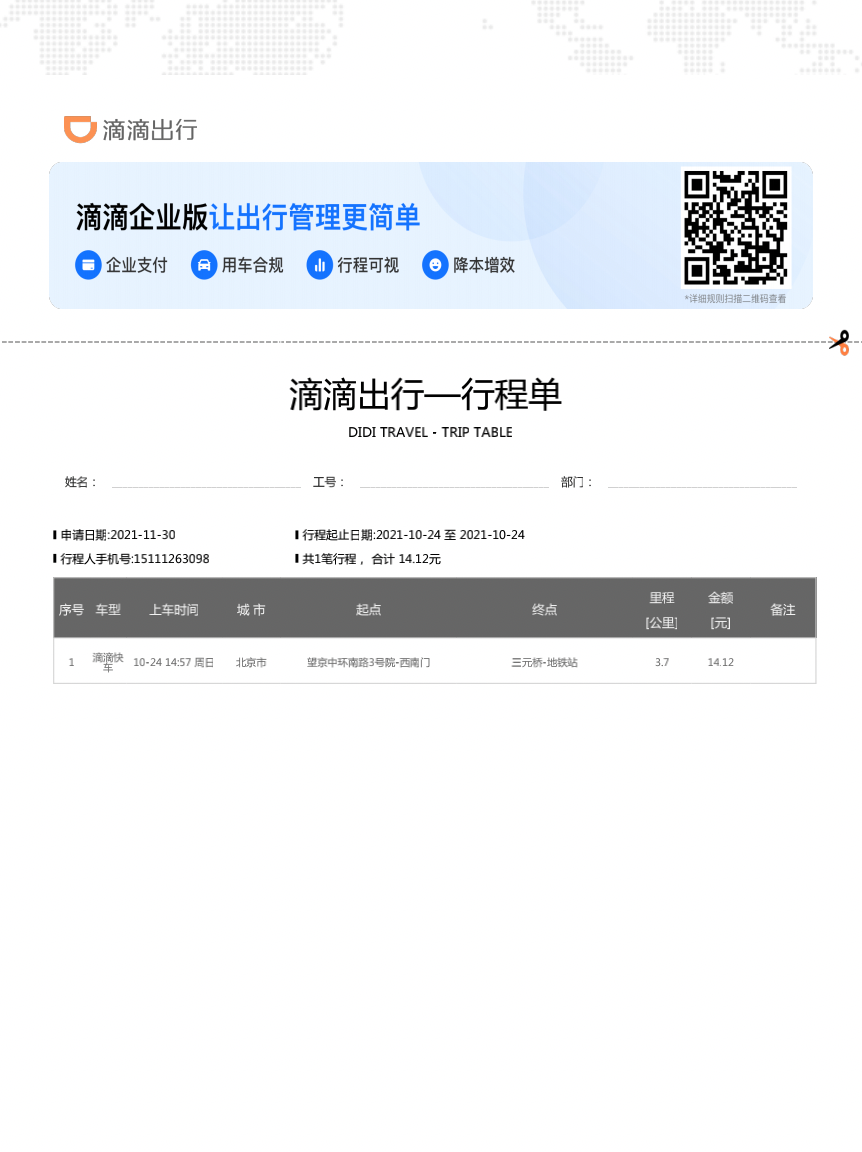 滴滴出行
滴滴企业版让出行管理更简单
企业支付 用车合规 行程可视 降本增效
*详细规则扫描二维码查看
滴滴出行—行程单
DIDI TRAVEL - TRIP TABLE
姓名： 工号： 部门：
申请日期:2021-11-30 行程起止日期:2021-10-24 至 2021-10-24
行程人手机号:15111263098 共1笔行程， 合计 14.12元
序号 车型 上车时间 城 市 起点 终点 里程 [公里] 金额 [元] 备注
1 滴滴快车 10-24 14:57 周日 北京市 望京中环南路3号院-西南门 三元桥-地铁站 3.7 14.12